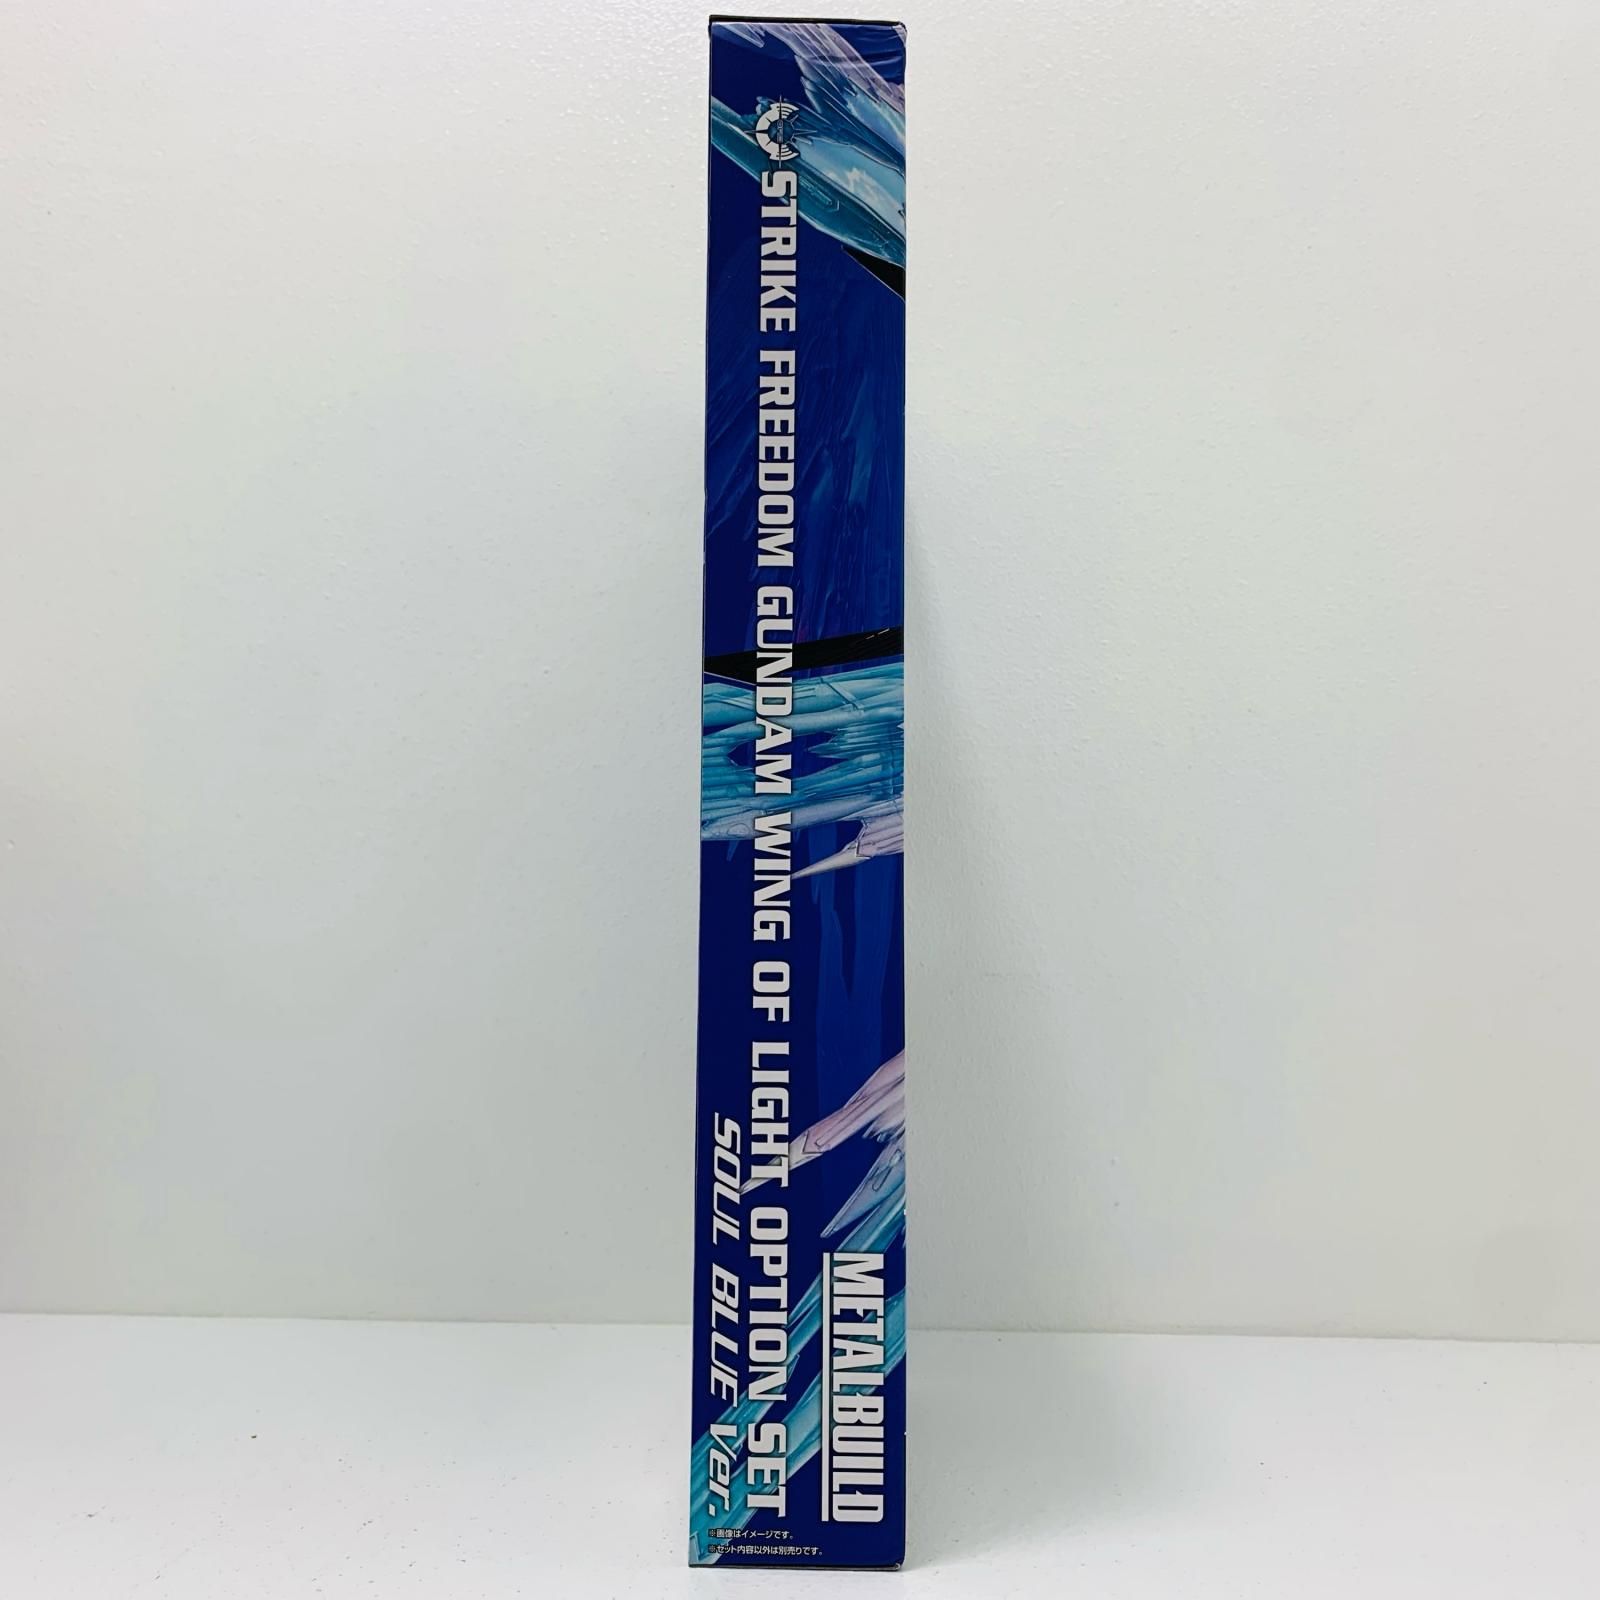 STRIKE FREEDOM GUNDAM WING OF LIGHT OPTION SET
SOUL BLUE Ver.
METAL BUILD
※画像はイメージです。
※セット内容以外は別売りです。